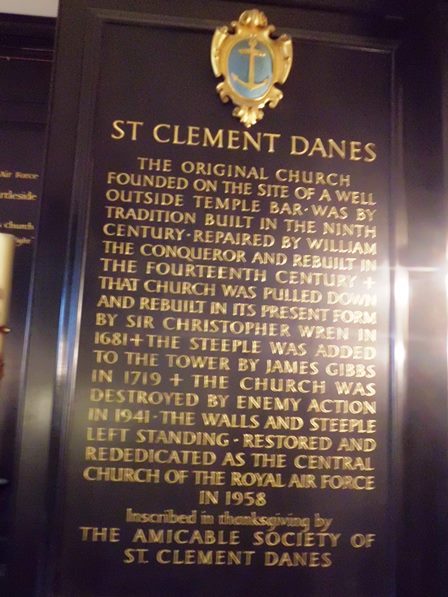 ST CLEMENT DANES
THE ORIGINAL CHURCH
FOUNDED ON THE SITE OF A WELL
OUTSIDE TEMPLE BAR · WAS BY
TRADITION BUILT IN THE NINTH
CENTURY · REPAIRED BY WILLIAM
THE CONQUEROR AND REBUILT IN
THE FOURTEENTH CENTURY +
THAT CHURCH WAS PULLED DOWN
AND REBUILT IN ITS PRESENT FORM
BY SIR CHRISTOPHER WREN IN
1681 + THE STEEPLE WAS ADDED
TO THE TOWER BY JAMES GIBBS
IN 1719 + THE CHURCH WAS
DESTROYED BY ENEMY ACTION
IN 1941 · THE WALLS AND STEEPLE
LEFT STANDING · RESTORED AND
REDEDICATED AS THE CENTRAL
CHURCH OF THE ROYAL AIR FORCE
IN 1958
Inscribed in thanksgiving by
THE AMICABLE SOCIETY OF
ST. CLEMENT DANES
Air Force
Church